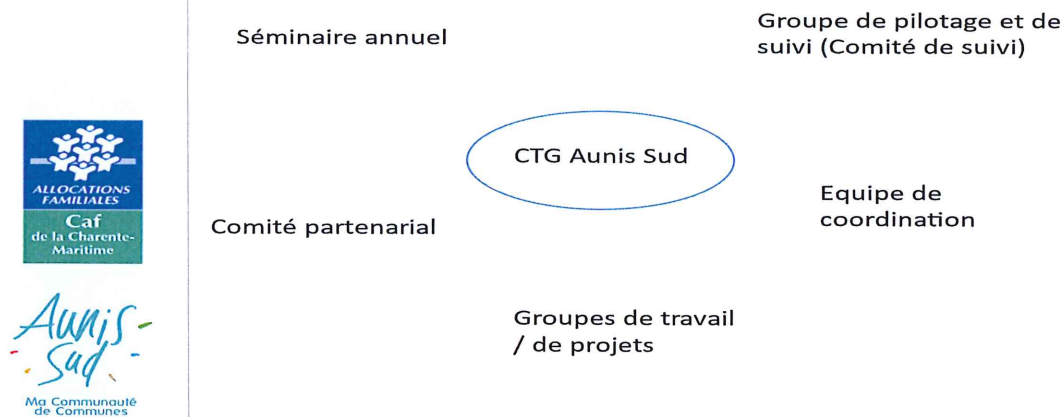 Séminaire annuel
Groupe de pilotage et de
suivi (Comité de suivi)
CTG Aunis Sud
ALLOCATIONS
FAMILIALES
Caf
de la Charente-
Maritime
Comité partenarial
Equipe de
coordination
Groupes de travail
/ de projets
Aunis
Sud
Ma Communauté
de Communes